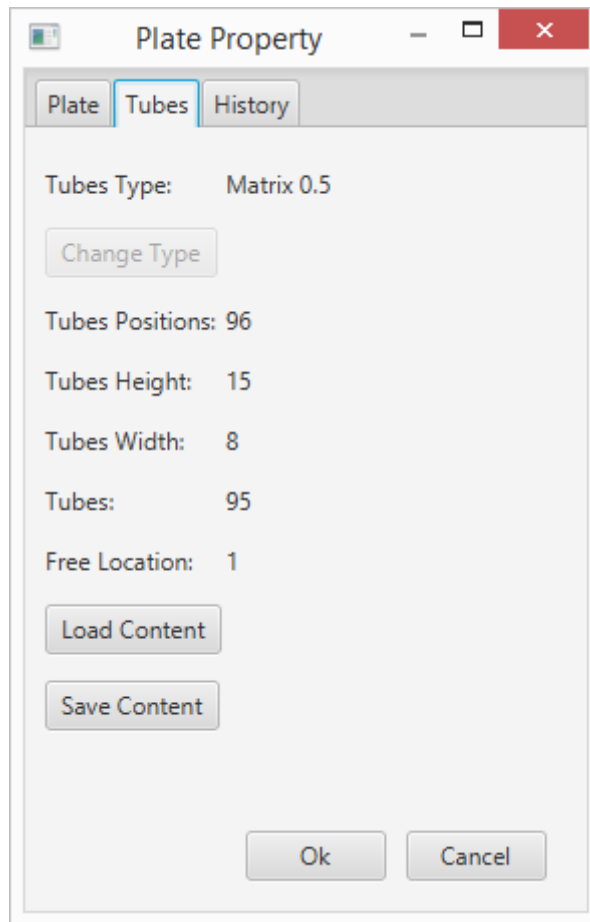 Plate Property
Plate Tubes History
Tubes Type: Matrix 0.5
Change Type
Tubes Positions: 96
Tubes Height: 15
Tubes Width: 8
Tubes: 95
Free Location: 1
Load Content
Save Content
Ok Cancel